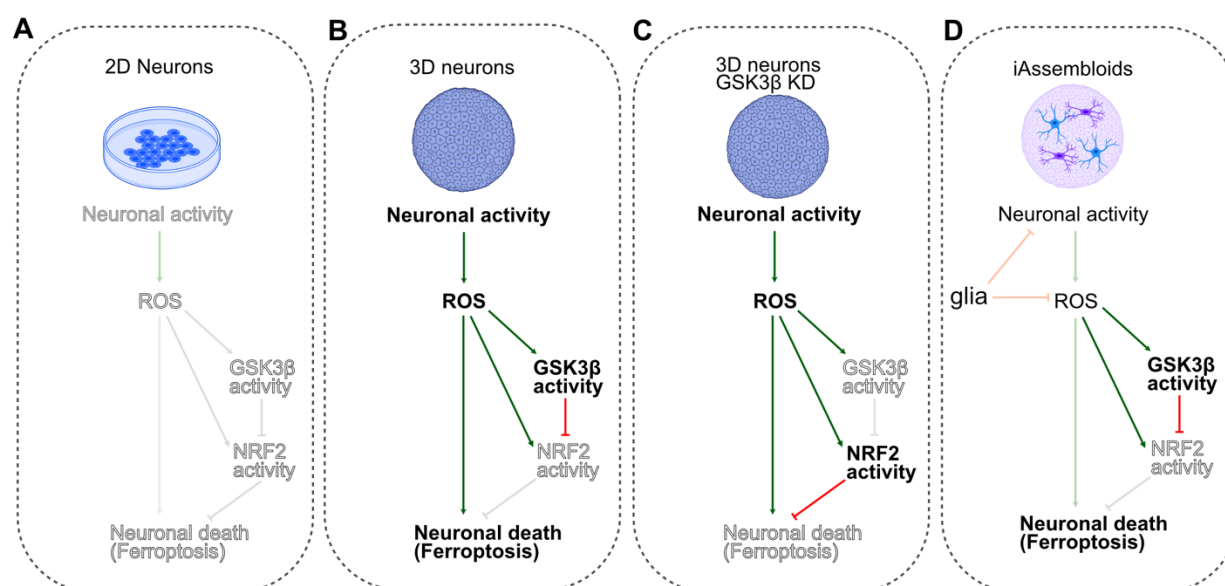 A
2D Neurons
Neuronal activity
ROS
GSK3β
activity
NRF2
activity
Neuronal death
(Ferroptosis)
B
3D neurons
Neuronal activity
ROS
GSK3β
activity
NRF2
activity
Neuronal death
(Ferroptosis)
C
3D neurons
GSK3β KD
Neuronal activity
ROS
GSK3β
activity
NRF2
activity
Neuronal death
(Ferroptosis)
D
iAssembloids
Neuronal activity
glia
ROS
GSK3β
activity
NRF2
activity
Neuronal death
(Ferroptosis)